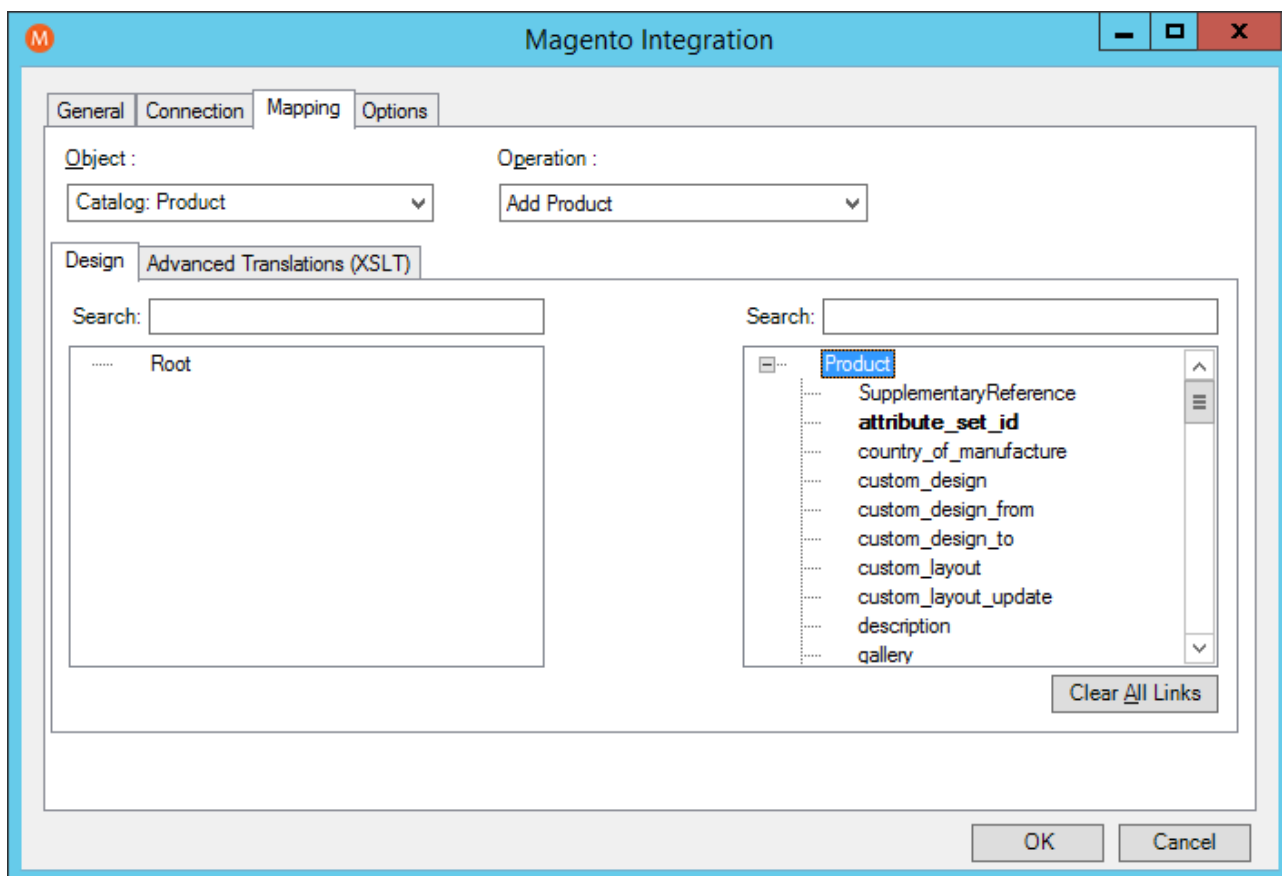 M
Magento Integration
x
General Connection Mapping Options
Object : Operation :
Catalog: Product Add Product
Design Advanced Translations (XSLT)
Search: Search:
Root Product
SupplementaryReference
attribute_set_id
country_of_manufacture
custom_design
custom_design_from
custom_design_to
custom_layout
custom_layout_update
description
gallery
Clear All Links
OK Cancel